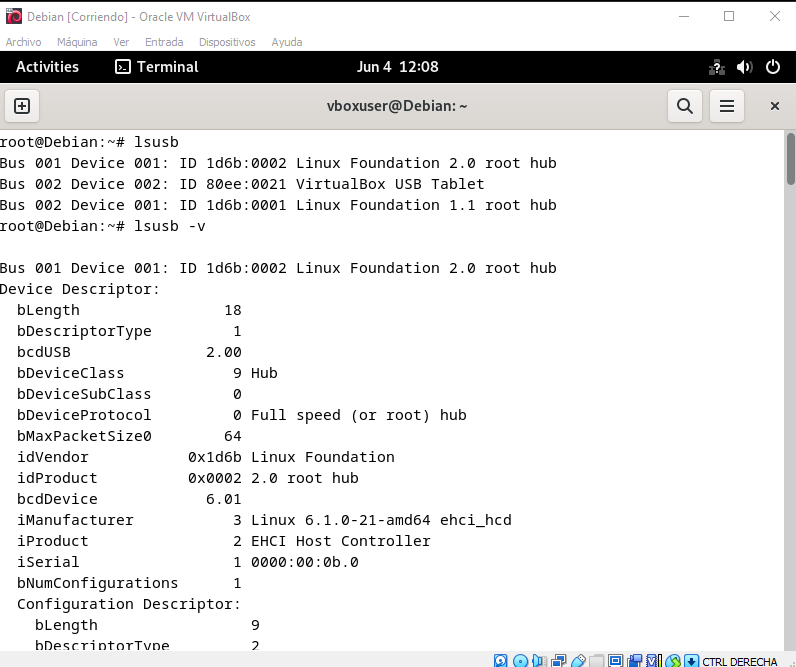 Debian [Corriendo] - Oracle VM VirtualBox
Archivo Máquina Ver Entrada Dispositivos Ayuda
Activities Terminal Jun 4 12:08
vboxuser@Debian: ~
root@Debian:~# lsusb
Bus 001 Device 001: ID 1d6b:0002 Linux Foundation 2.0 root hub
Bus 002 Device 002: ID 80ee:0021 VirtualBox USB Tablet
Bus 002 Device 001: ID 1d6b:0001 Linux Foundation 1.1 root hub
root@Debian:~# lsusb -v
Bus 001 Device 001: ID 1d6b:0002 Linux Foundation 2.0 root hub
Device Descriptor:
  bLength                18
  bDescriptorType         1
  bcdUSB               2.00
  bDeviceClass            9 Hub
  bDeviceSubClass         0
  bDeviceProtocol         0 Full speed (or root) hub
  bMaxPacketSize0        64
  idVendor           0x1d6b Linux Foundation
  idProduct          0x0002 2.0 root hub
  bcdDevice            6.01
  iManufacturer           3 Linux 6.1.0-21-amd64 ehci_hcd
  iProduct                2 EHCI Host Controller
  iSerial                 1 0000:00:0b.0
  bNumConfigurations      1
  Configuration Descriptor:
    bLength                 9
    bDescriptorType         2
CTRL DERECHA